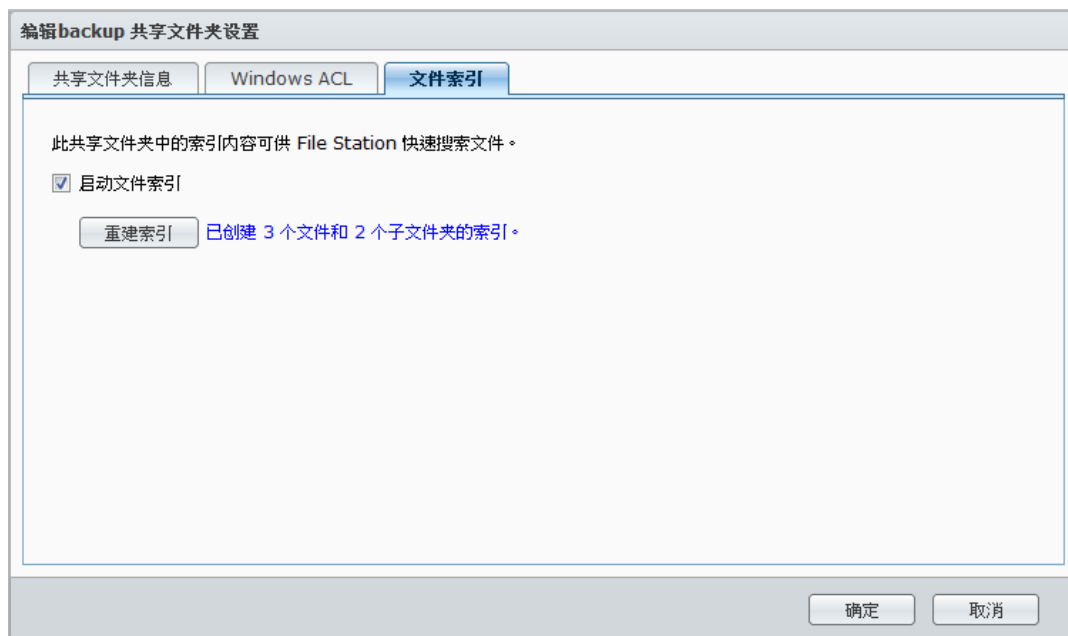 编辑backup 共享文件夹设置
共享文件夹信息 Windows ACL 文件索引
此共享文件夹中的索引内容可供 File Station 快速搜索文件。
启动文件索引
重建索引 已创建 3 个文件和 2 个子文件夹的索引。
确定 取消